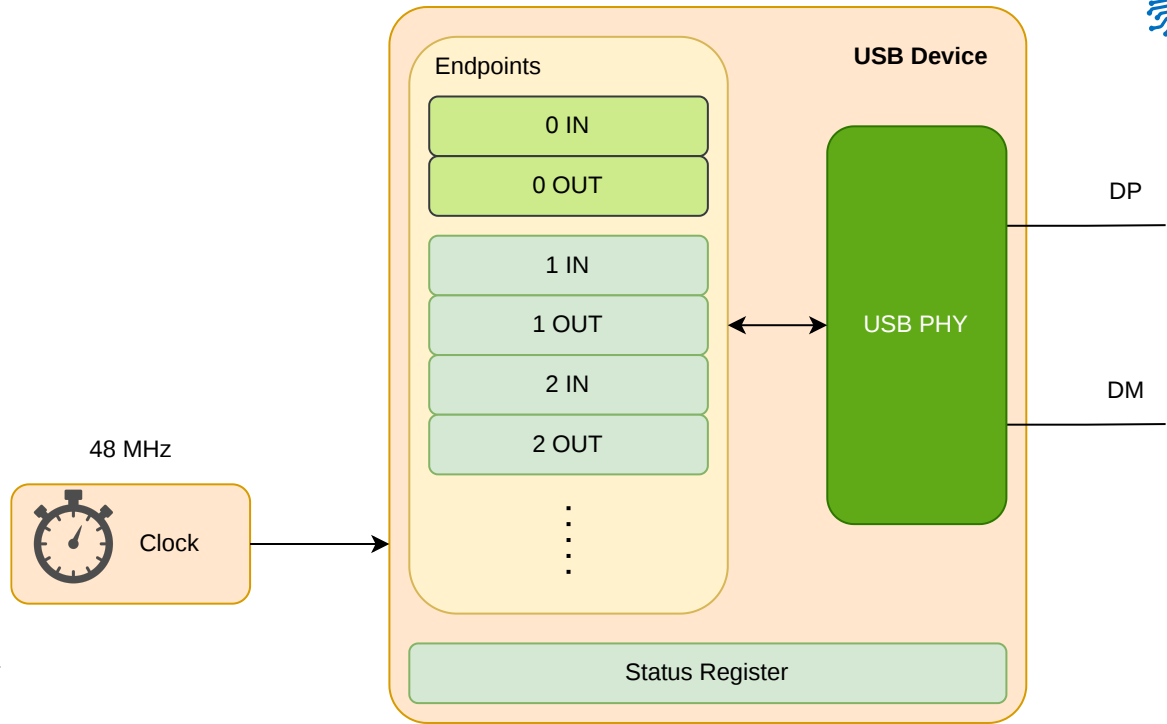 USB Device
Endpoints
0 IN
0 OUT
1 IN
1 OUT
2 IN
2 OUT
USB PHY
DP
DM
48 MHz
Clock
Status Register